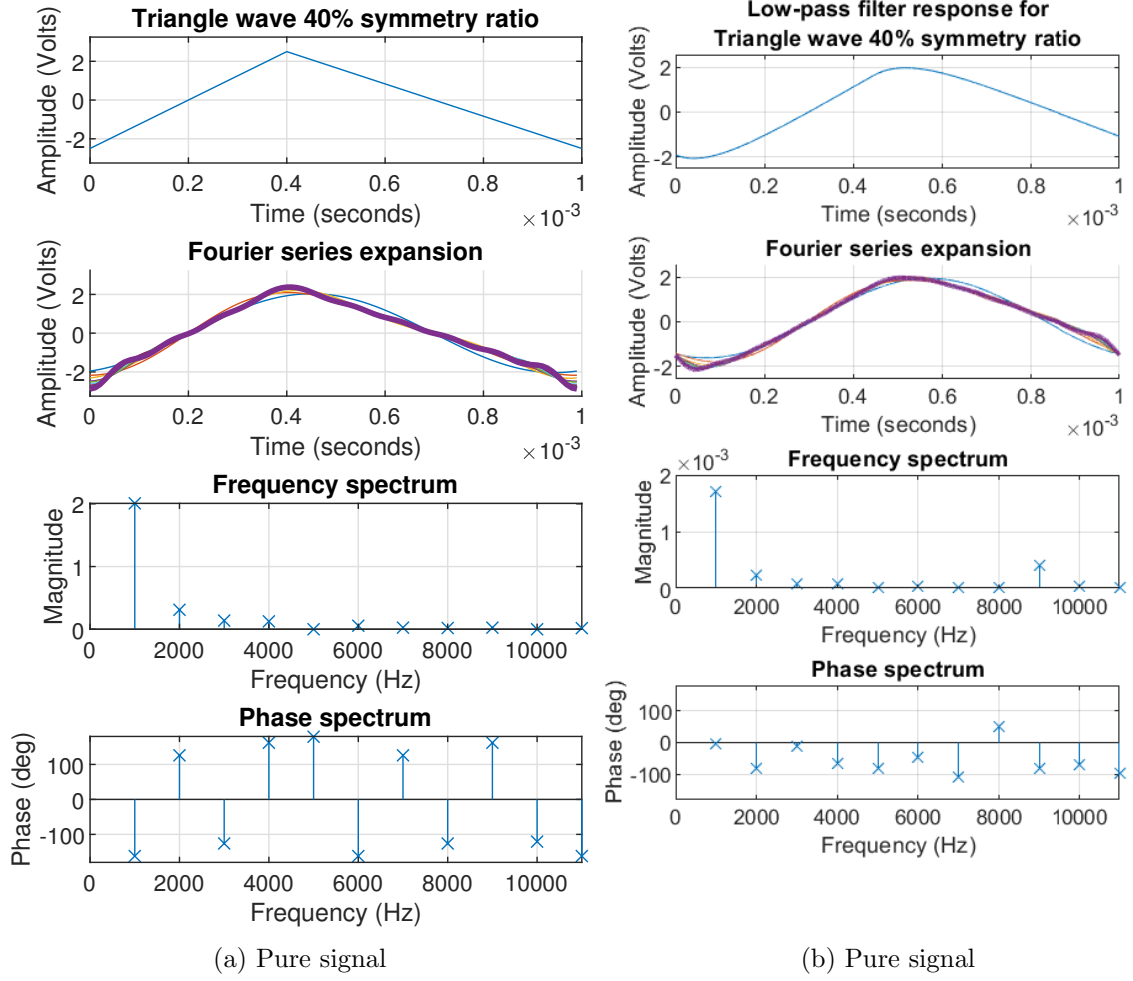 Triangle wave 40% symmetry ratio
Amplitude (Volts)
2
0
-2
0 0.2 0.4 0.6 0.8 1
Time (seconds)
×10-3
Fourier series expansion
Amplitude (Volts)
2
0
-2
0 0.2 0.4 0.6 0.8 1
Time (seconds)
×10-3
Frequency spectrum
Magnitude
2
1
0
0 2000 4000 6000 8000 10000
Frequency (Hz)
Phase spectrum
Phase (deg)
100
0
-100
0 2000 4000 6000 8000 10000
Frequency (Hz)
(a) Pure signal
Low-pass filter response for
Triangle wave 40% symmetry ratio
Amplitude (Volts)
2
0
-2
0 0.2 0.4 0.6 0.8 1
Time (seconds)
×10-3
Fourier series expansion
Amplitude (Volts)
2
0
-2
0 0.2 0.4 0.6 0.8 1
Time (seconds)
×10-3
×10-3
Frequency spectrum
Magnitude
2
1
0
0 2000 4000 6000 8000 10000
Frequency (Hz)
Phase spectrum
Phase (deg)
100
0
-100
0 2000 4000 6000 8000 10000
Frequency (Hz)
(b) Pure signal